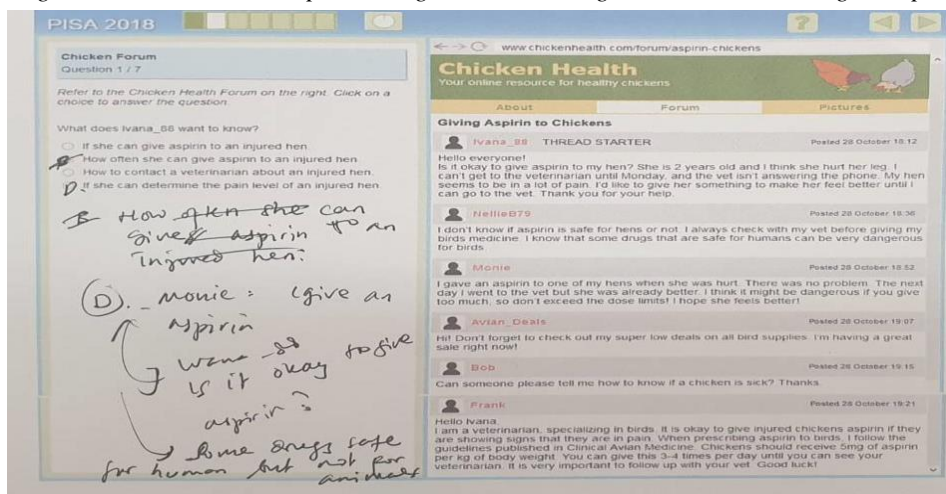 PISA 2018
?
Chicken Forum
Question 1 / 7
Refer to the Chicken Health Forum on the right. Click on a
choice to answer the question.
What does Ivana_88 want to know?
If she can give aspirin to an injured hen.
How often she can give aspirin to an injured hen.
How to contact a veterinarian about an injured hen.
D. If she can determine the pain level of an injured hen.
B How often she can
give aspirin to an
injured hen.
D. Monie: (give an
aspirin
is it okay to give
aspirin?
Some drugs safe
for human but not for
animals
www.chickenhealth.com/forum/aspirin-chickens
Chicken Health
Your online resource for healthy chickens
About Forum Pictures
Giving Aspirin to Chickens
Ivana_88 THREAD STARTER Posted 28 October 18:12
Hello everyone!
Is it okay to give aspirin to my hen? She is 2 years old and I think she hurt her leg. I
can't get to the veterinarian until Monday, and the vet isn't answering the phone. My hen
seems to be in a lot of pain. I'd like to give her something to make her feel better until I
can go to the vet. Thank you for your help.
NellieB79 Posted 28 October 18:36
I don't know if aspirin is safe for hens or not. I always check with my vet before giving my
birds medicine. I know that some drugs that are safe for humans can be very dangerous
for birds.
Monie Posted 28 October 18:52
I gave an aspirin to one of my hens when she was hurt. There was no problem. The next
day I went to the vet but she was already better. I think it might be dangerous if you give
too much, so don't exceed the dose limits! I hope she feels better!
Avian_Deals Posted 28 October 19:07
Hi! Don't forget to check out my super low deals on all bird supplies. I'm having a great
sale right now!
Bob Posted 28 October 19:15
Can someone please tell me how to know if a chicken is sick? Thanks.
Frank Posted 28 October 19:21
Hello Ivana,
I am a veterinarian, specializing in birds. It is okay to give injured chickens aspirin if they
are showing signs that they are in pain. When prescribing aspirin to birds, I follow the
guidelines published in Clinical Avian Medicine. Chickens should receive 5mg of aspirin
per kg of body weight. You can give this 3-4 times per day until you can see your
veterinarian. It is very important to follow up with your vet. Good luck!